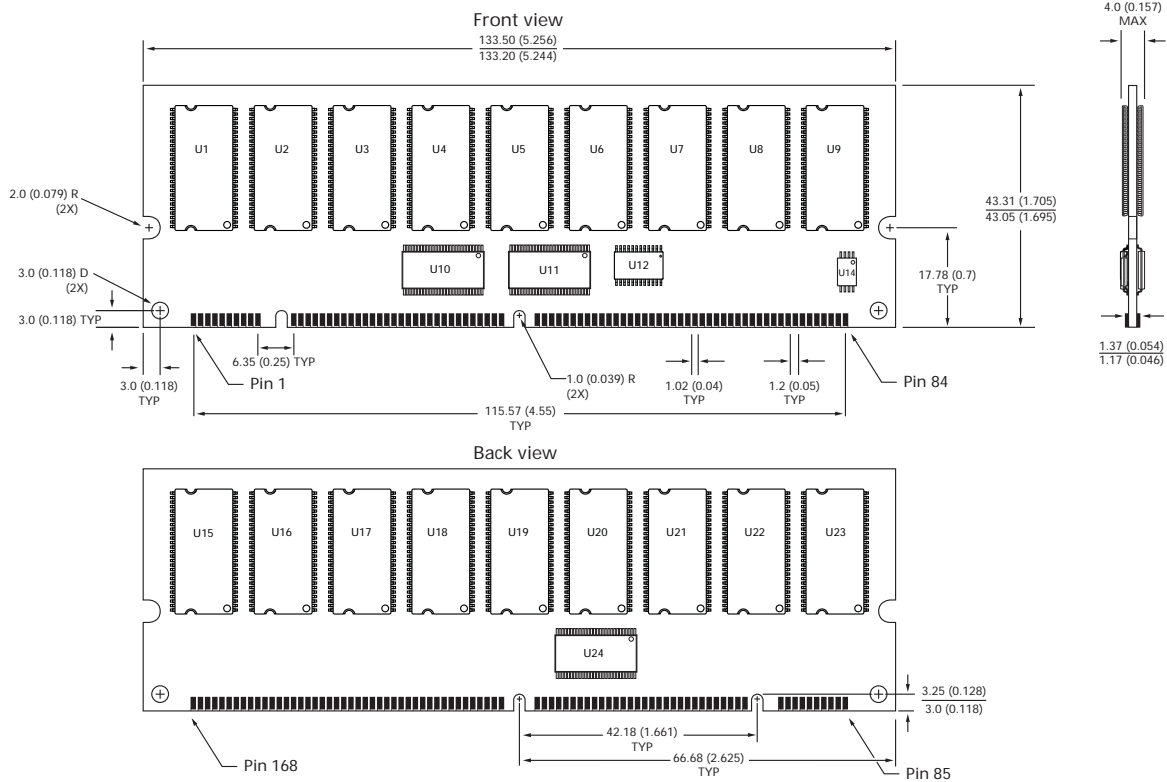 Front view
133.50 (5.256)
133.20 (5.244)
4.0 (0.157)
MAX
U1
U2
U3
U4
U5
U6
U7
U8
U9
2.0 (0.079) R
(2X)
43.31 (1.705)
43.05 (1.695)
U10
U11
U12
U14
3.0 (0.118) D
(2X)
17.78 (0.7)
TYP
3.0 (0.118) TYP
6.35 (0.25) TYP
3.0 (0.118)
TYP
Pin 1
1.0 (0.039) R
(2X)
1.02 (0.04)
TYP
1.2 (0.05)
TYP
Pin 84
1.37 (0.054)
1.17 (0.046)
115.57 (4.55)
TYP
Back view
U15
U16
U17
U18
U19
U20
U21
U22
U23
U24
3.25 (0.128)
3.0 (0.118)
42.18 (1.661)
TYP
66.68 (2.625)
TYP
Pin 168
Pin 85